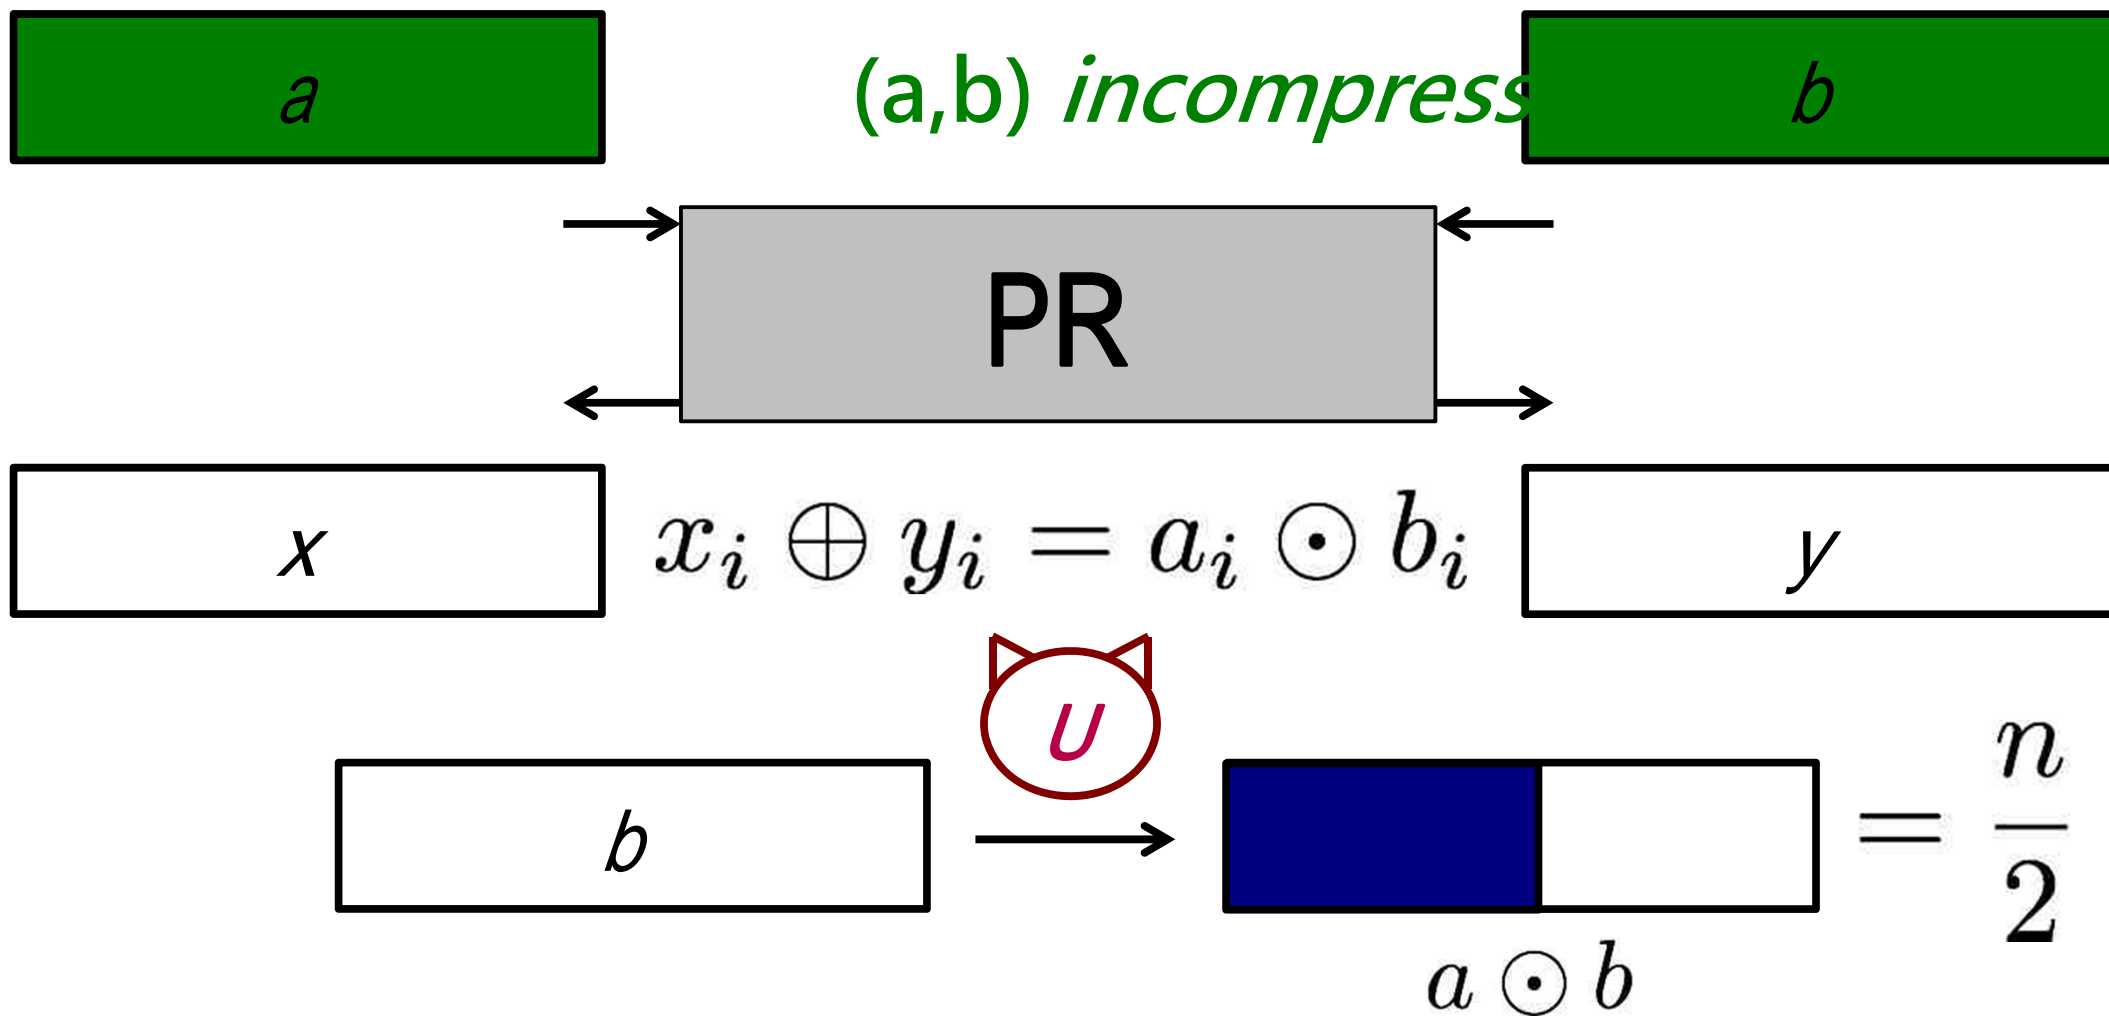 a (a,b) incompress b
PR
x x_i ⊕ y_i = a_i ⊙ b_i y
U
b = n/2
a ⊙ b